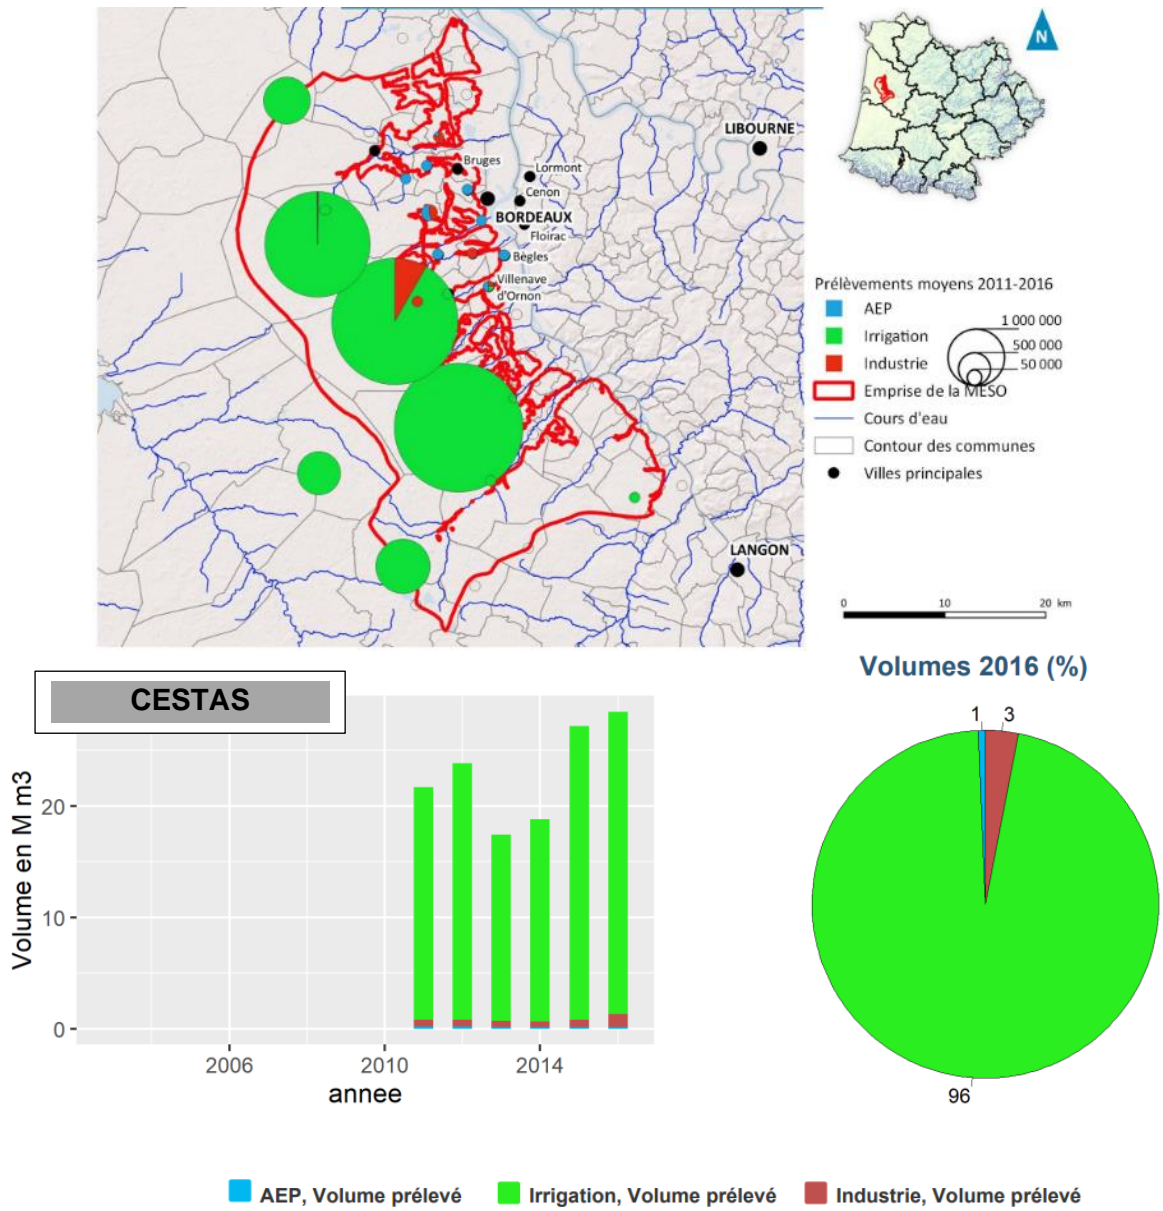 N
LIBOURNE
Bruges
Lormont
Cenon
BORDEAUX
Floirac
Bègles
Villenave
d'Ornon
LANGON
Prélèvements moyens 2011-2016
AEP
Irrigation
Industrie
1 000 000
500 000
50 000
Emprise de la MESO
Cours d'eau
Contour des communes
Villes principales
0 10 20 km
CESTAS
Volume en M m3
20
10
0
2006 2010 2014
annee
Volumes 2016 (%)
1 3
96
AEP, Volume prélevé Irrigation, Volume prélevé Industrie, Volume prélevé